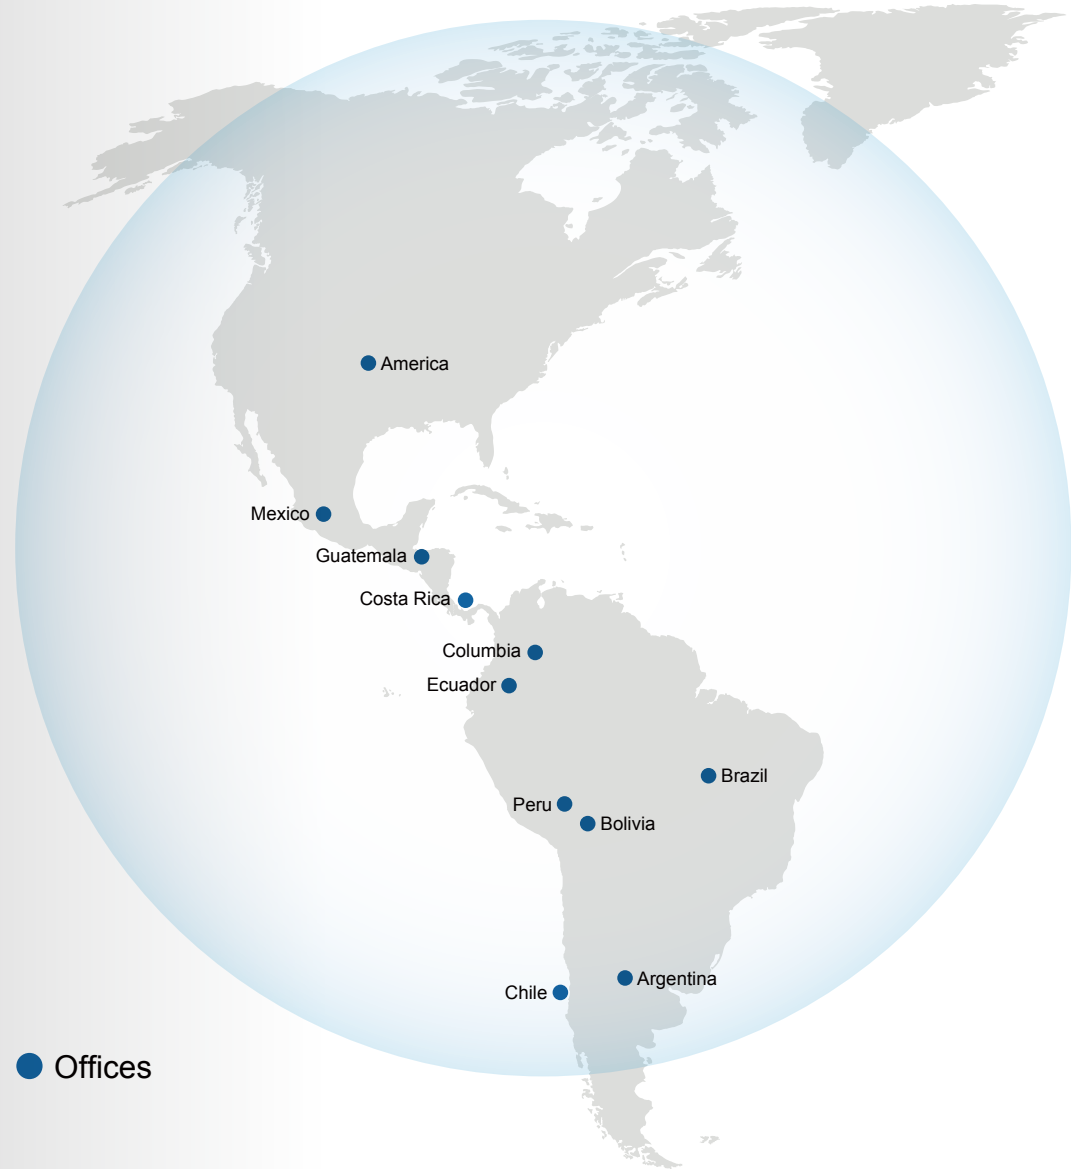 America
Mexico
Guatemala
Costa Rica
Columbia
Ecuador
Brazil
Peru
Bolivia
Argentina
Chile
Offices